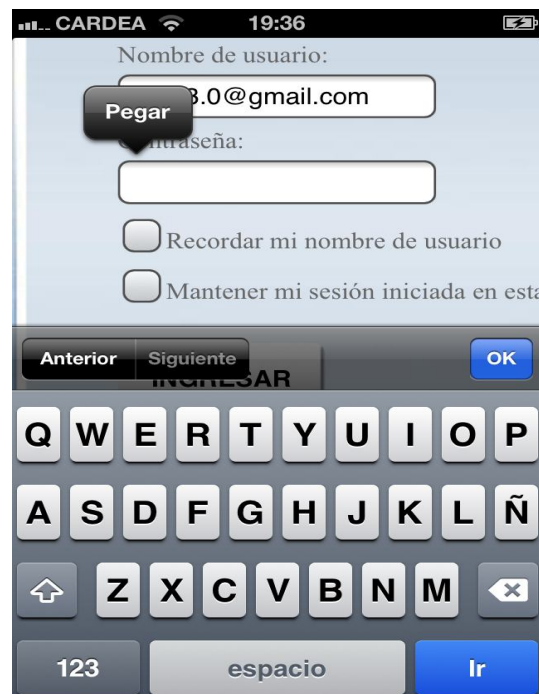 CARDEA 19:36
Nombre de usuario:
3.0@gmail.com
Pegar
Contraseña:
Recordar mi nombre de usuario
Mantener mi sesión iniciada en esta
Anterior Siguiente OK
INGRESAR
Q W E R T Y U I O P
A S D F G H J K L Ñ
Z X C V B N M
123 espacio Ir